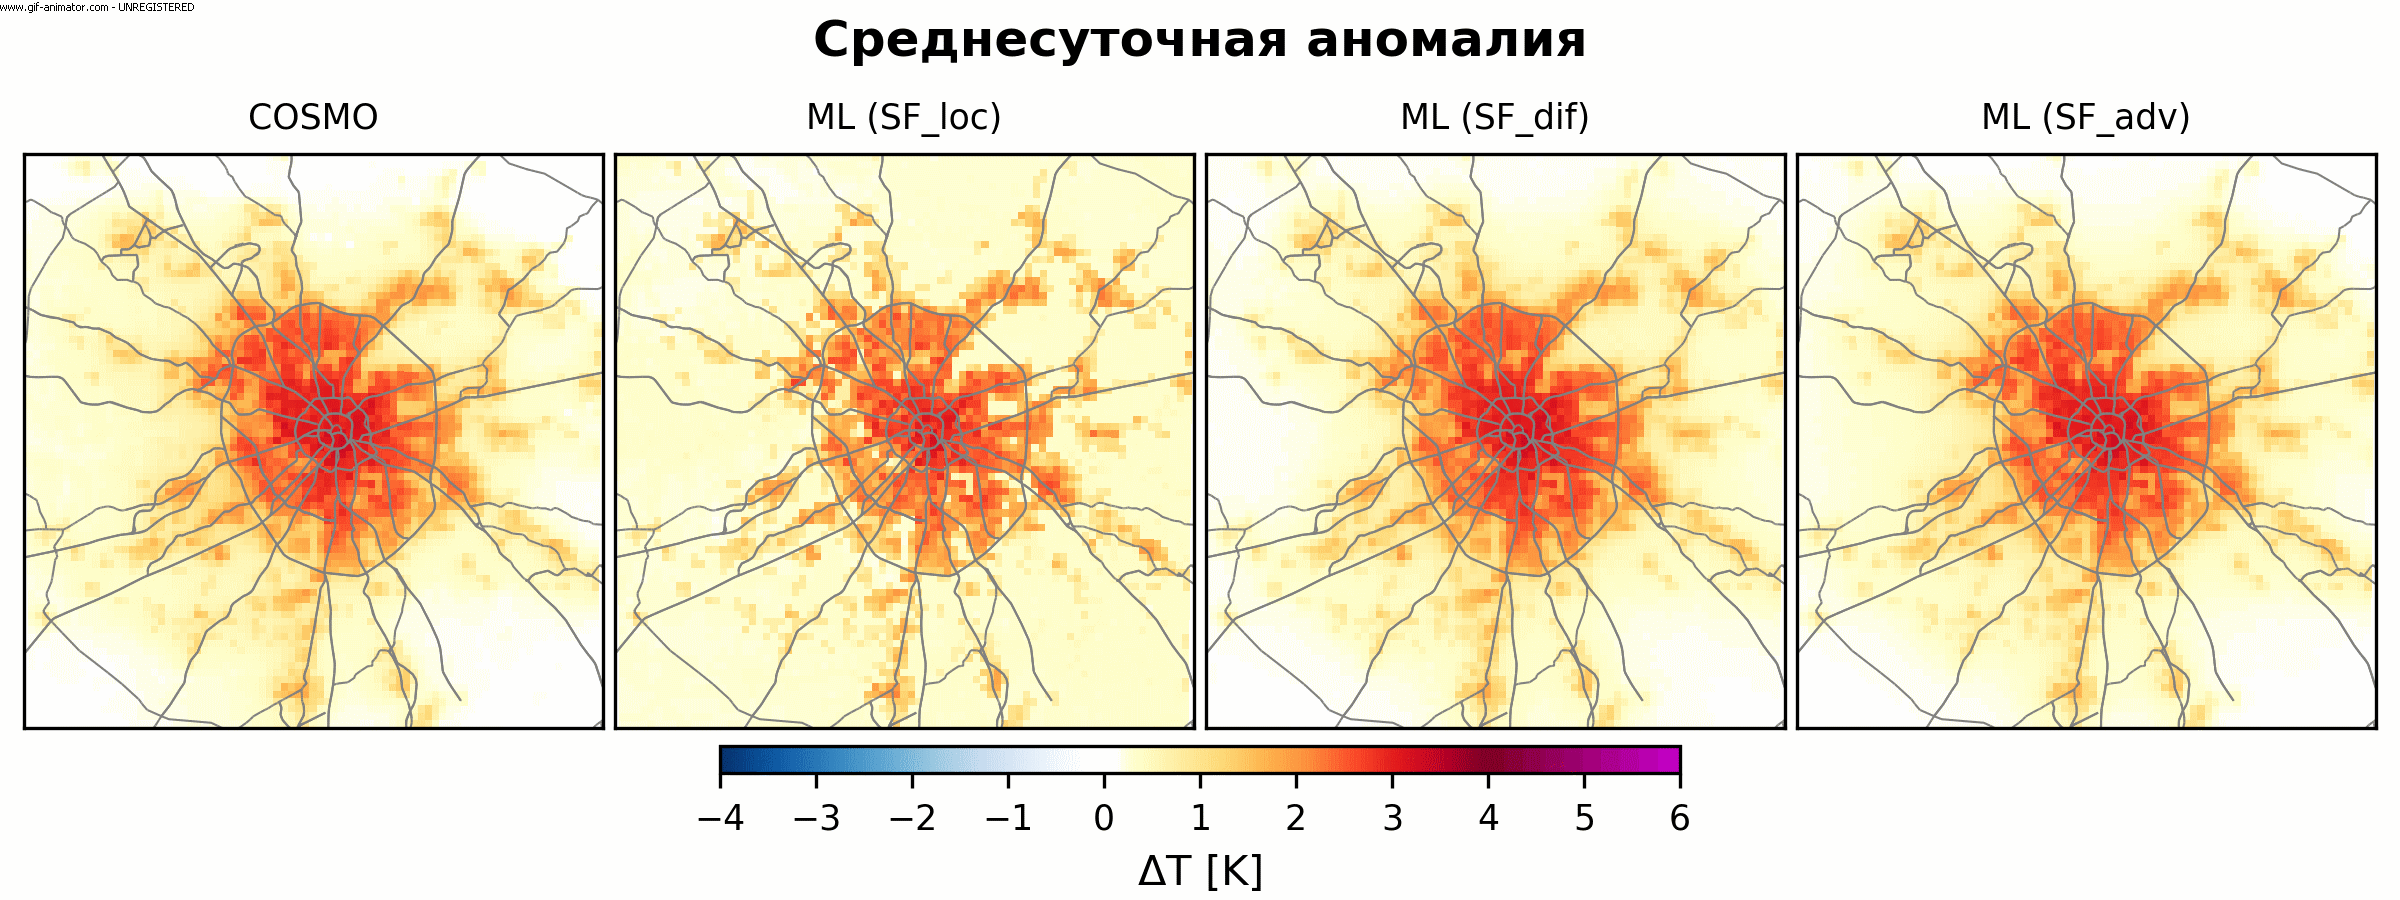 www.gif-animator.com - UNREGISTERED
Среднесуточная аномалия
COSMO
ML (SF_loc)
ML (SF_dif)
ML (SF_adv)
−4 −3 −2 −1 0 1 2 3 4 5 6
ΔT [K]